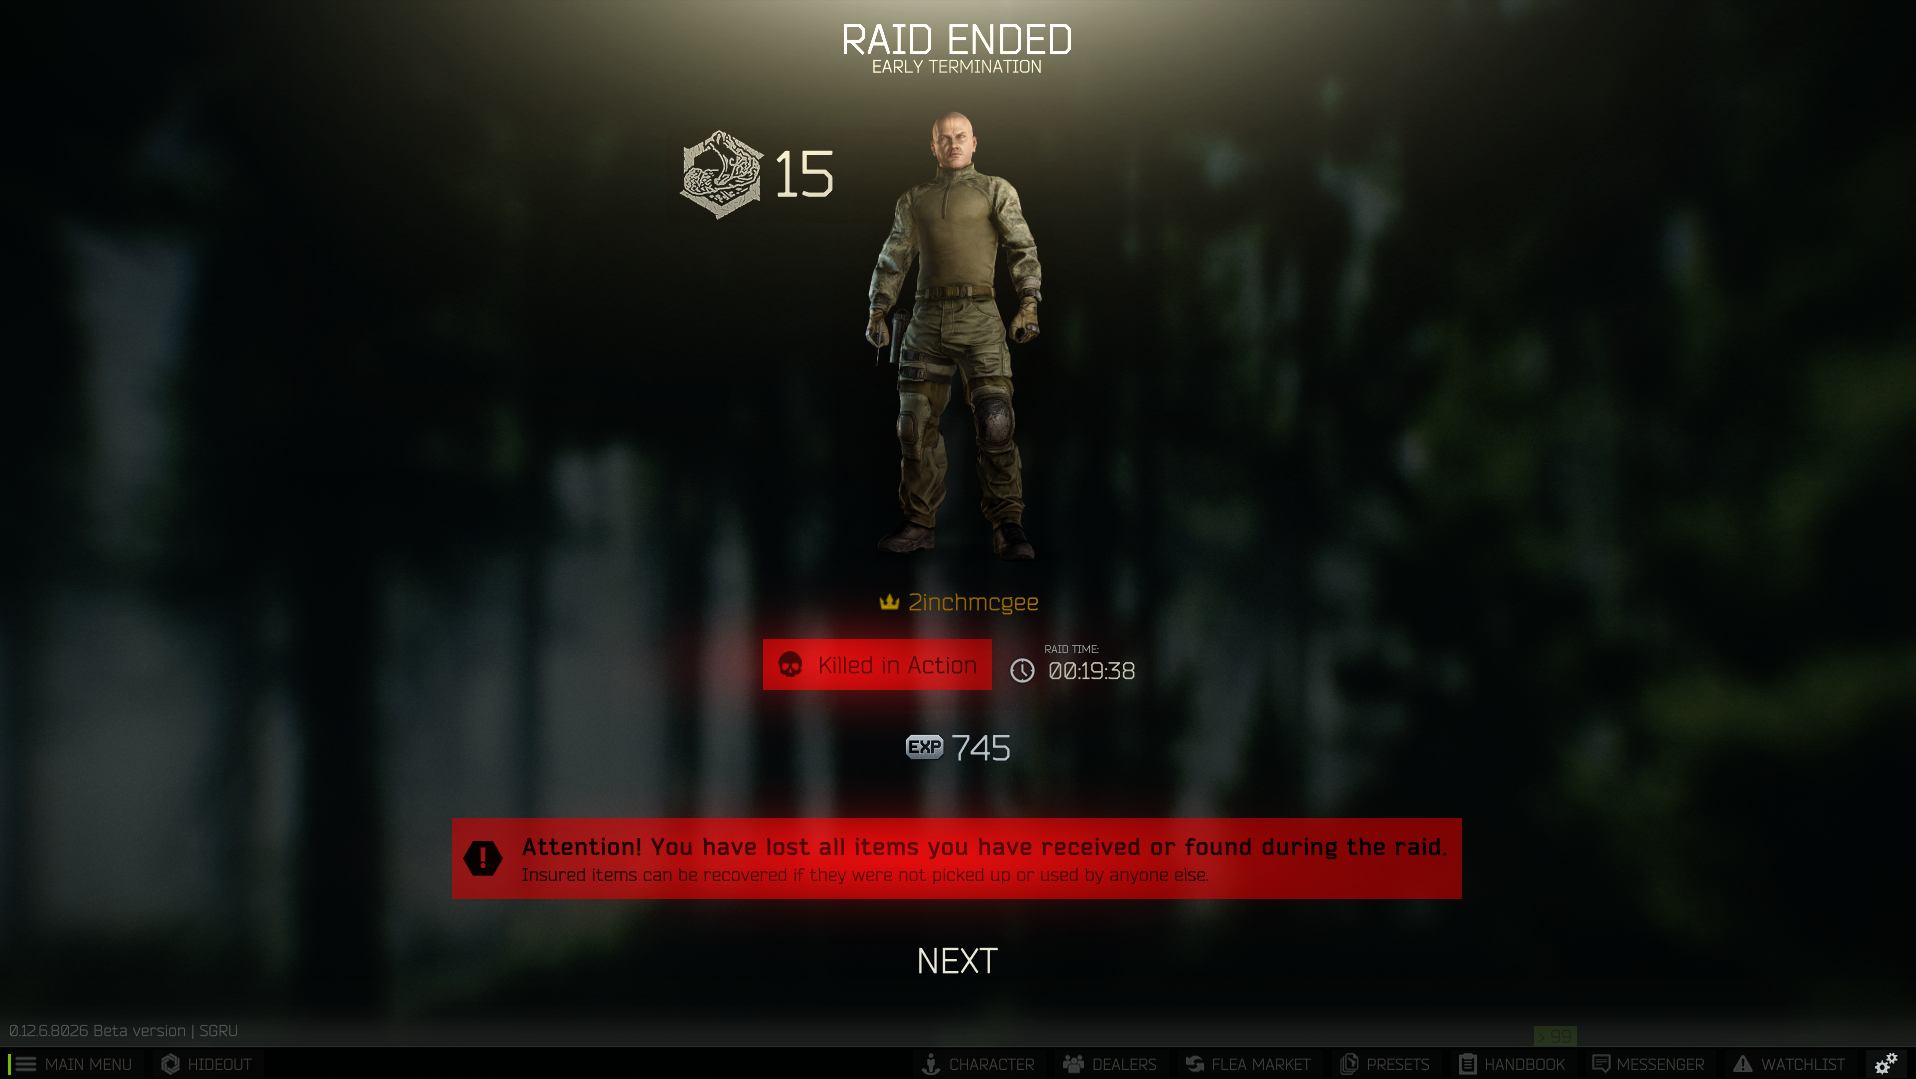 RAID ENDED
EARLY TERMINATION
15
2inchmcgee
Killed in Action
RAID TIME:
00:19:38
EXP 745
Attention! You have lost all items you have received or found during the raid.
Insured items can be recovered if they were not picked up or used by anyone else.
NEXT
0.12.6.8026 Beta version | SGRU
> 99
MAIN MENU HIDEOUT CHARACTER DEALERS FLEA MARKET PRESETS HANDBOOK MESSENGER WATCHLIST